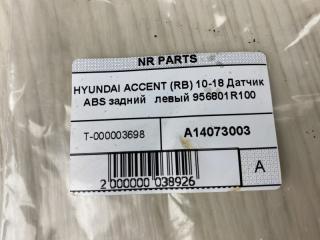 NR PARTS
HYUNDAI ACCENT (RB) 10-18 Датчик
ABS задний левый 956801R100
T-000003698
A14073003
A
2 000000 038926